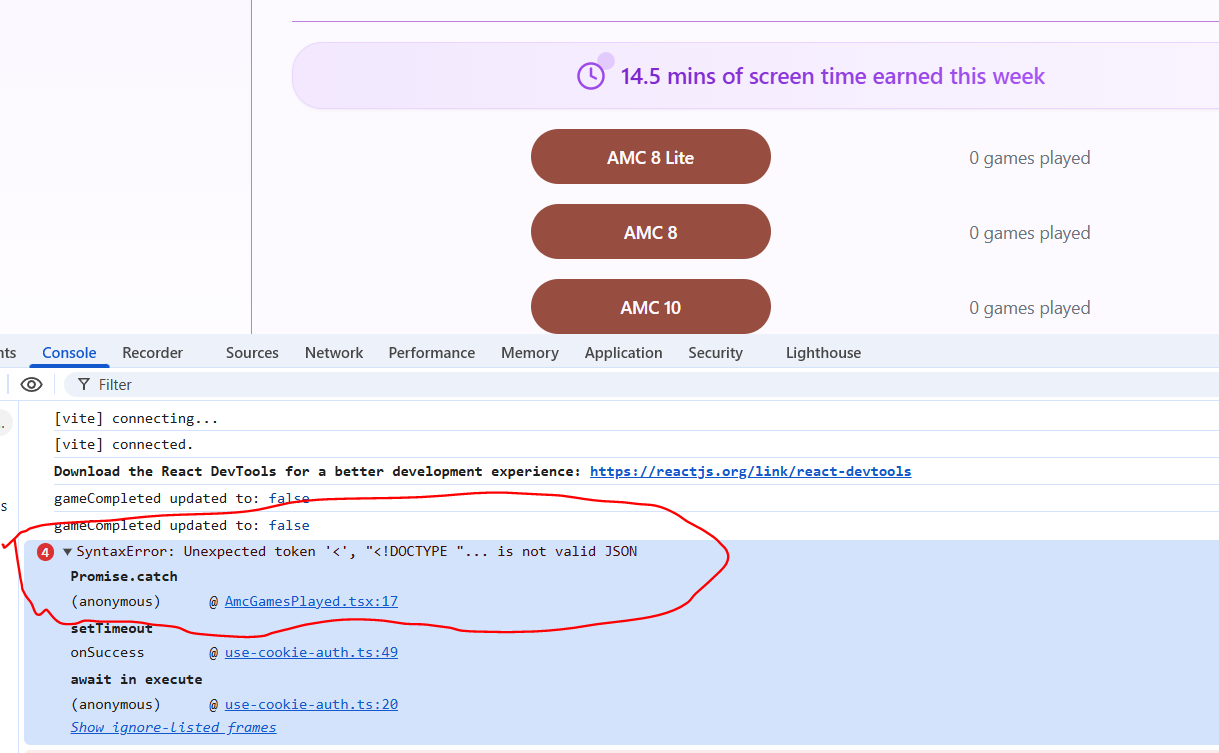 14.5 mins of screen time earned this week
AMC 8 Lite 0 games played
AMC 8 0 games played
AMC 10 0 games played
nts Console Recorder Sources Network Performance Memory Application Security Lighthouse
Filter
[vite] connecting...
[vite] connected.
Download the React DevTools for a better development experience: https://reactjs.org/link/react-devtools
s gameCompleted updated to: false
gameCompleted updated to: false
4 ▼ SyntaxError: Unexpected token '<', "<!DOCTYPE "... is not valid JSON
Promise.catch
(anonymous) @ AmcGamesPlayed.tsx:17
setTimeout
onSuccess @ use-cookie-auth.ts:49
await in execute
(anonymous) @ use-cookie-auth.ts:20
Show ignore-listed frames